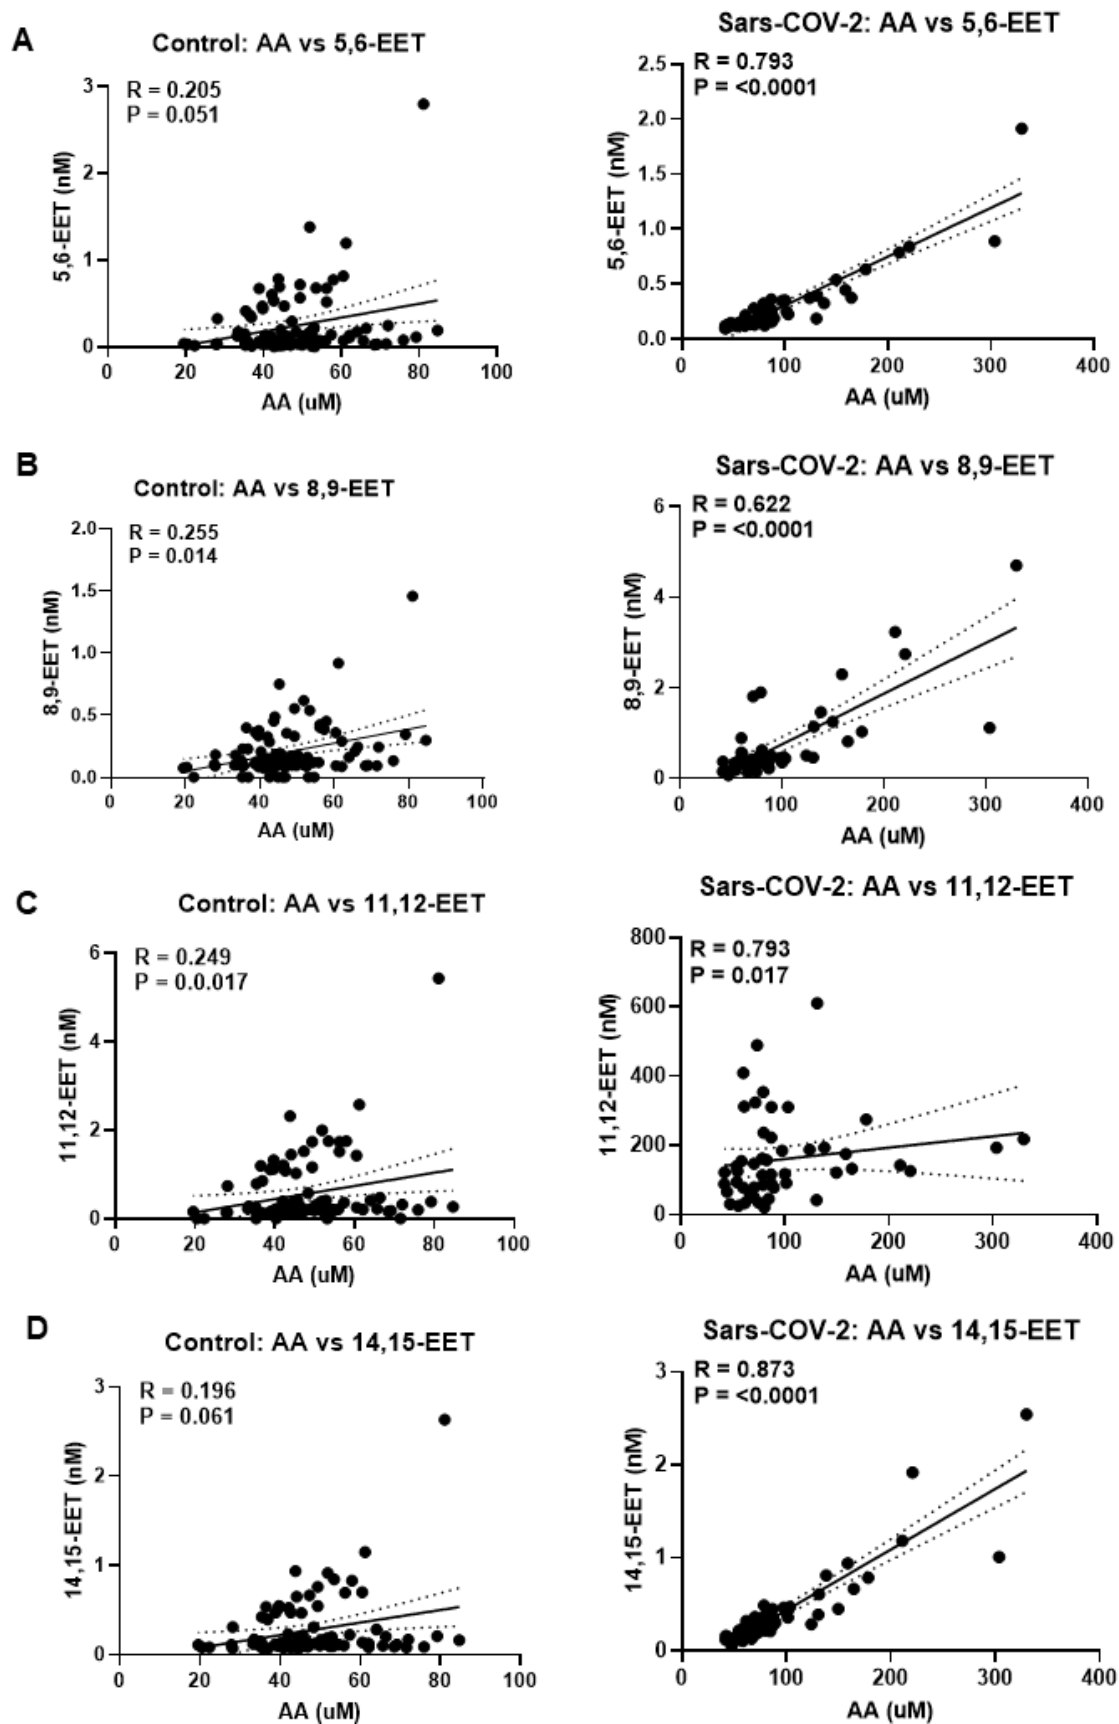 A
Control: AA vs 5,6-EET
R = 0.205
P = 0.051
3
2
1
0
5,6-EET (nM)
0 20 40 60 80 100
AA (uM)
Sars-COV-2: AA vs 5,6-EET
R = 0.793
P = <0.0001
2.5
2.0
1.5
1.0
0.5
0.0
5,6-EET (nM)
0 100 200 300 400
AA (uM)
B
Control: AA vs 8,9-EET
R = 0.255
P = 0.014
2.0
1.5
1.0
0.5
0.0
8,9-EET (nM)
0 20 40 60 80 100
AA (uM)
Sars-COV-2: AA vs 8,9-EET
R = 0.622
P = <0.0001
6
4
2
0
8,9-EET (nM)
0 100 200 300 400
AA (uM)
C
Control: AA vs 11,12-EET
R = 0.249
P = 0.0.017
6
4
2
0
11,12-EET (nM)
0 20 40 60 80 100
AA (uM)
Sars-COV-2: AA vs 11,12-EET
R = 0.793
P = 0.017
800
600
400
200
0
11,12-EET (nM)
0 100 200 300 400
AA (uM)
D
Control: AA vs 14,15-EET
R = 0.196
P = 0.061
3
2
1
0
14,15-EET (nM)
0 20 40 60 80 100
AA (uM)
Sars-COV-2: AA vs 14,15-EET
R = 0.873
P = <0.0001
3
2
1
0
14,15-EET (nM)
0 100 200 300 400
AA (uM)